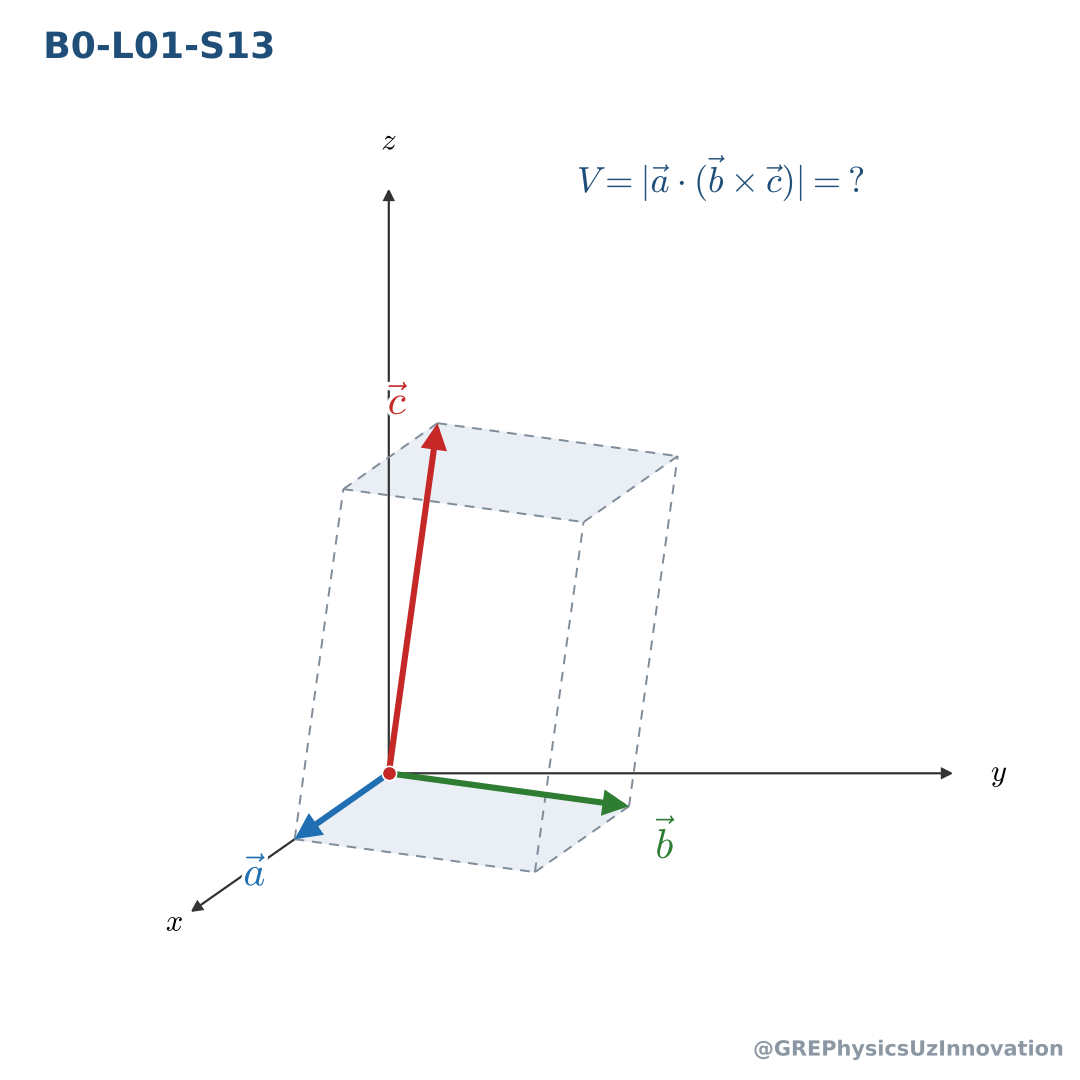 B0-L01-S13
z
V = |a⃗ · (b⃗ × c⃗)| = ?
c⃗
y
b⃗
a⃗
x
@GREPhysicsUzInnovation